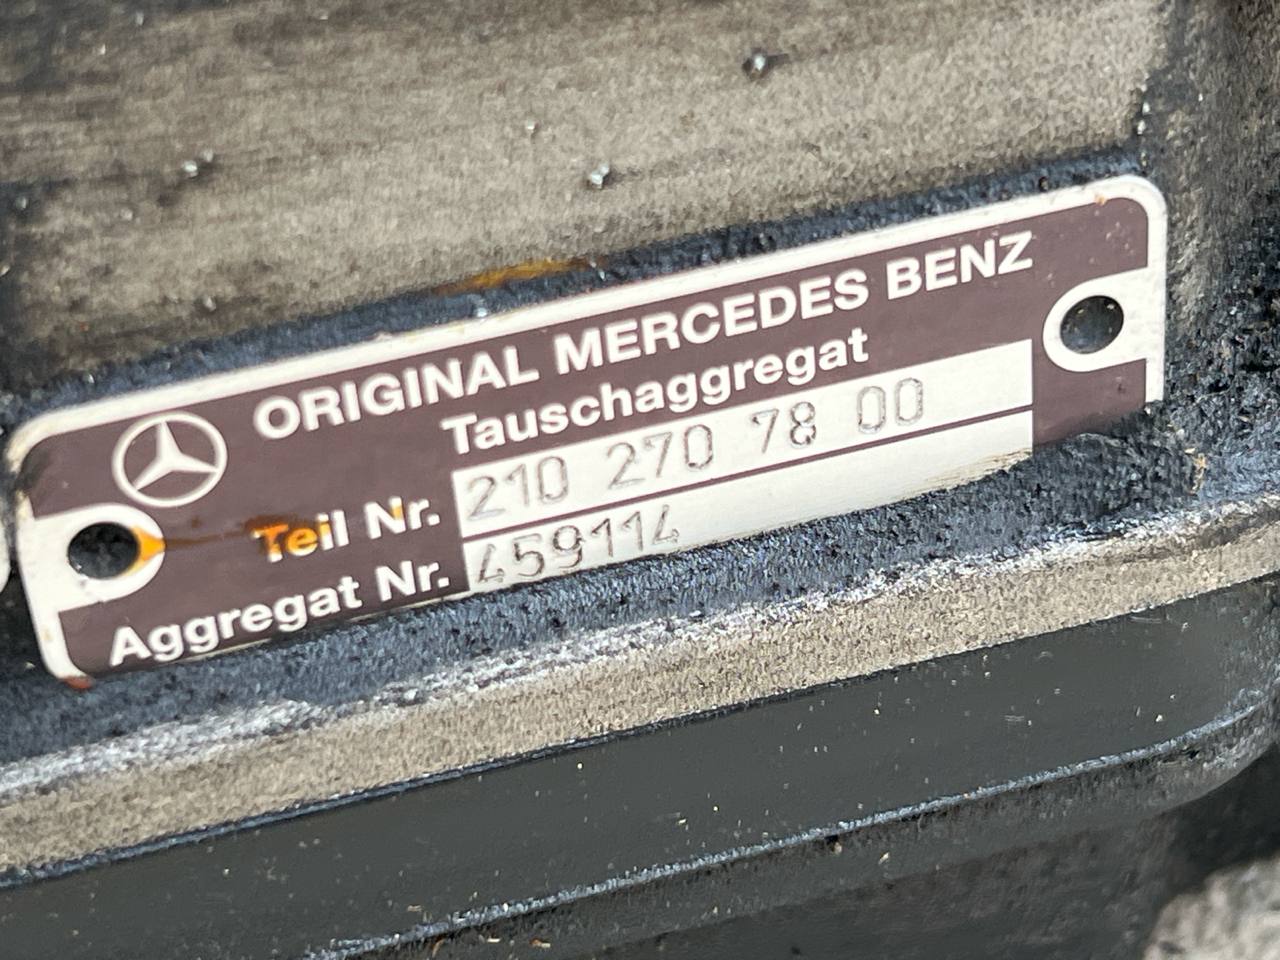 ORIGINAL MERCEDES BENZ
Tauschaggregat
Teil Nr. 210 270 78 00
Aggregat Nr. 459114